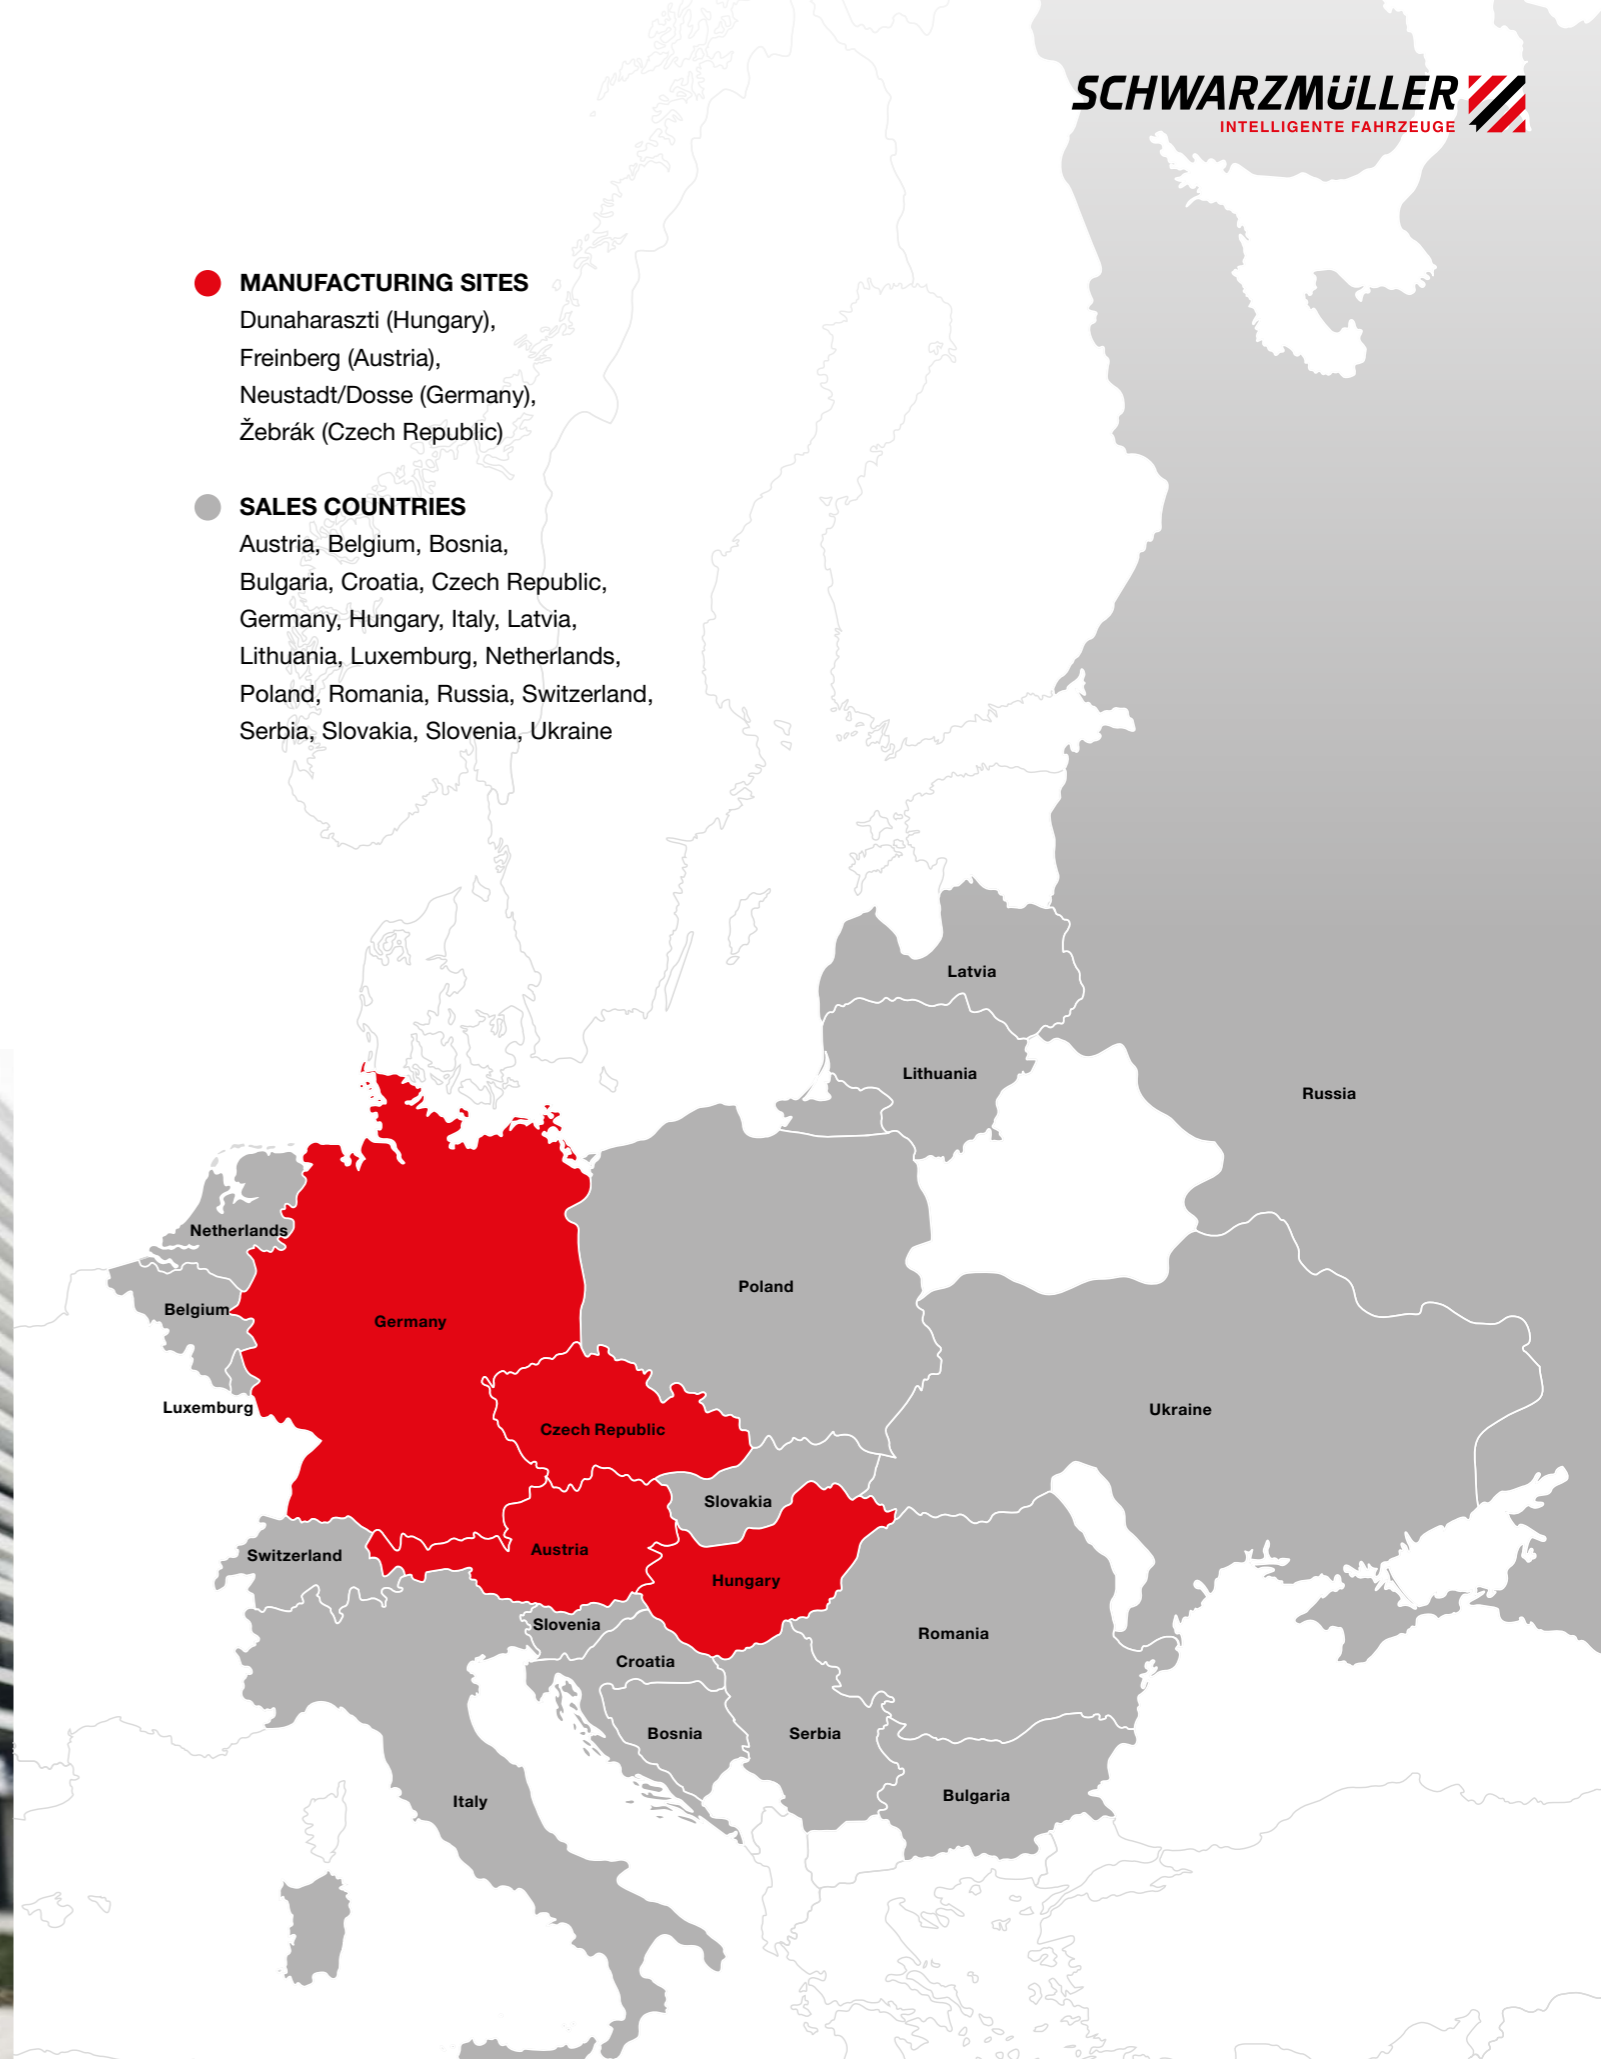 SCHWARZMÜLLER
INTELLIGENTE FAHRZEUGE
MANUFACTURING SITES
Dunaharaszti (Hungary),
Freinberg (Austria),
Neustadt/Dosse (Germany),
Žebrák (Czech Republic)
SALES COUNTRIES
Austria, Belgium, Bosnia,
Bulgaria, Croatia, Czech Republic,
Germany, Hungary, Italy, Latvia,
Lithuania, Luxemburg, Netherlands,
Poland, Romania, Russia, Switzerland,
Serbia, Slovakia, Slovenia, Ukraine
Latvia
Lithuania
Russia
Netherlands
Poland
Belgium
Germany
Luxemburg
Ukraine
Czech Republic
Slovakia
Switzerland
Austria
Hungary
Slovenia
Romania
Croatia
Bosnia
Serbia
Bulgaria
Italy